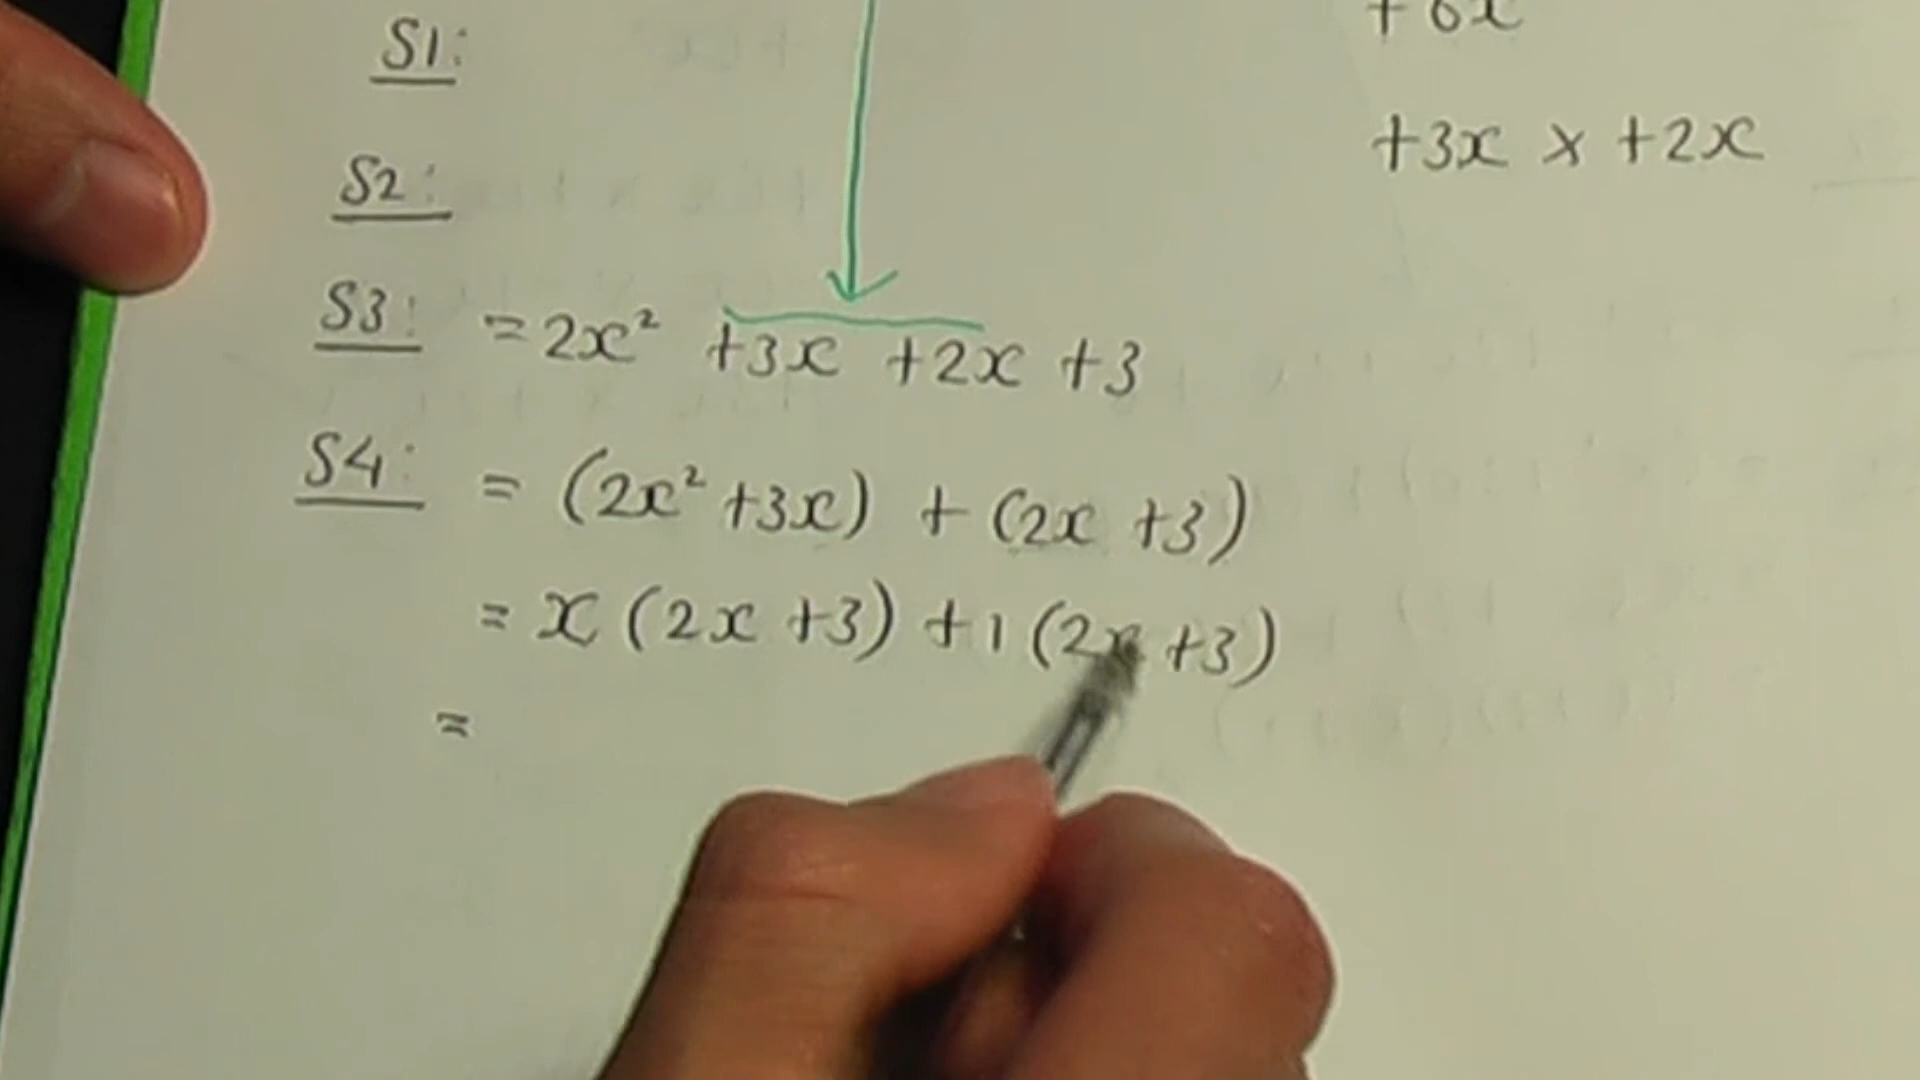 S1:
+6x
+3x × +2x
S2:
S3: = 2x² +3x +2x +3
S4: = (2x² +3x) + (2x +3)
= x (2x +3) +1 (2x +3)
=